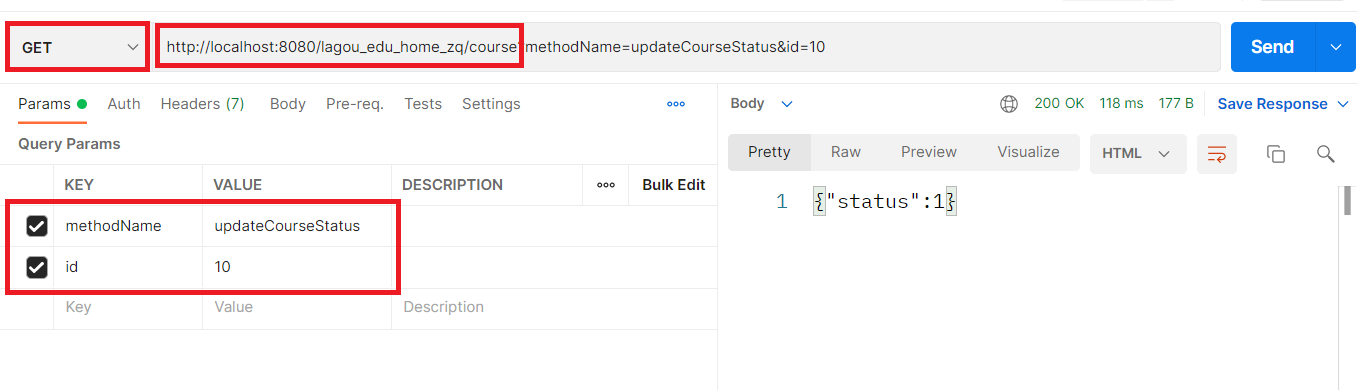 GET
http://localhost:8080/lagou_edu_home_zq/course?methodName=updateCourseStatus&id=10
Send
Params Auth Headers (7) Body Pre-req. Tests Settings
Query Params
KEY VALUE DESCRIPTION Bulk Edit
methodName updateCourseStatus
id 10
Key Value Description
Body 200 OK 118 ms 177 B Save Response
Pretty Raw Preview Visualize HTML
1 {"status":1}